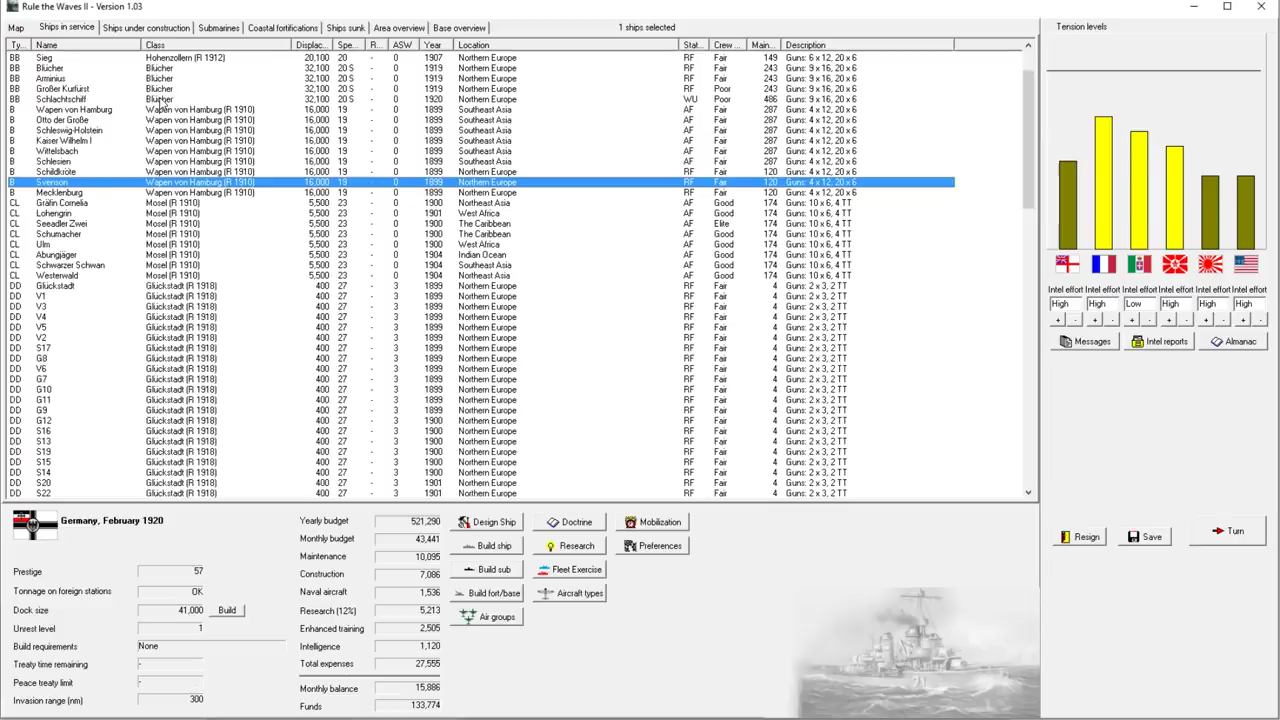 Rule the Waves II - Version 1.03
Map Ships in service Ships under construction Submarines Coastal fortifications Ships sunk Area overview Base overview 1 ships selected
Ty... Name Class Displac... Spe... R... ASW Year Location Stat... Crew ... Main... Description
BB Sieg Hohenzollern (R 1912) 20,100 20 - 0 1907 Northern Europe RF Fair 149 Guns: 6 x 12, 20 x 6
BB Blücher Blücher 32,100 20 S - 0 1919 Northern Europe RF Fair 243 Guns: 9 x 16, 20 x 6
BB Arminius Blücher 32,100 20 S - 0 1919 Northern Europe RF Fair 243 Guns: 9 x 16, 20 x 6
BB Großer Kurfürst Blücher 32,100 20 S - 0 1919 Northern Europe RF Poor 243 Guns: 9 x 16, 20 x 6
BB Schlachtschiff Blücher 32,100 20 S - 0 1920 Northern Europe WU Poor 486 Guns: 9 x 16, 20 x 6
B Wapen von Hamburg Wapen von Hamburg (R 1910) 16,000 19 - 0 1899 Southeast Asia AF Fair 287 Guns: 4 x 12, 20 x 6
B Otto der Große Wapen von Hamburg (R 1910) 16,000 19 - 0 1899 Southeast Asia AF Fair 287 Guns: 4 x 12, 20 x 6
B Schleswig-Holstein Wapen von Hamburg (R 1910) 16,000 19 - 0 1899 Southeast Asia AF Fair 287 Guns: 4 x 12, 20 x 6
B Kaiser Wilhelm I Wapen von Hamburg (R 1910) 16,000 19 - 0 1899 Southeast Asia AF Fair 287 Guns: 4 x 12, 20 x 6
B Wittelsbach Wapen von Hamburg (R 1910) 16,000 19 - 0 1899 Southeast Asia AF Fair 287 Guns: 4 x 12, 20 x 6
B Schlesien Wapen von Hamburg (R 1910) 16,000 19 - 0 1899 Southeast Asia AF Fair 287 Guns: 4 x 12, 20 x 6
B Schildkröte Wapen von Hamburg (R 1910) 16,000 19 - 0 1899 Northern Europe RF Fair 120 Guns: 4 x 12, 20 x 6
B Svenson Wapen von Hamburg (R 1910) 16,000 19 - 0 1899 Northern Europe RF Fair 120 Guns: 4 x 12, 20 x 6
B Mecklenburg Wapen von Hamburg (R 1910) 16,000 19 - 0 1899 Northern Europe RF Fair 120 Guns: 4 x 12, 20 x 6
CL Gräfin Cornelia Mosel (R 1910) 5,500 23 - 0 1900 Northeast Asia AF Good 174 Guns: 10 x 6, 4 TT
CL Lohengrin Mosel (R 1910) 5,500 23 - 0 1901 West Africa AF Good 174 Guns: 10 x 6, 4 TT
CL Seeadler Zwei Mosel (R 1910) 5,500 23 - 0 1900 The Caribbean AF Elite 174 Guns: 10 x 6, 4 TT
CL Schumacher Mosel (R 1910) 5,500 23 - 0 1900 The Caribbean AF Good 174 Guns: 10 x 6, 4 TT
CL Ulm Mosel (R 1910) 5,500 23 - 0 1900 West Africa AF Good 174 Guns: 10 x 6, 4 TT
CL Abungjäger Mosel (R 1910) 5,500 23 - 0 1904 Indian Ocean AF Good 174 Guns: 10 x 6, 4 TT
CL Schwarzer Schwan Mosel (R 1910) 5,500 23 - 0 1904 Southeast Asia AF Good 174 Guns: 10 x 6, 4 TT
CL Westerwald Mosel (R 1910) 5,500 23 - 0 1904 Northeast Asia AF Good 174 Guns: 10 x 6, 4 TT
DD Glückstadt Glückstadt (R 1918) 400 27 - 3 1899 Northern Europe RF Fair 4 Guns: 2 x 3, 2 TT
DD V1 Glückstadt (R 1918) 400 27 - 3 1899 Northern Europe RF Fair 4 Guns: 2 x 3, 2 TT
DD V3 Glückstadt (R 1918) 400 27 - 3 1899 Northern Europe RF Fair 4 Guns: 2 x 3, 2 TT
DD V4 Glückstadt (R 1918) 400 27 - 3 1899 Northern Europe RF Fair 4 Guns: 2 x 3, 2 TT
DD V5 Glückstadt (R 1918) 400 27 - 3 1899 Northern Europe RF Fair 4 Guns: 2 x 3, 2 TT
DD V2 Glückstadt (R 1918) 400 27 - 3 1899 Northern Europe RF Fair 4 Guns: 2 x 3, 2 TT
DD S17 Glückstadt (R 1918) 400 27 - 3 1899 Northern Europe RF Fair 4 Guns: 2 x 3, 2 TT
DD G8 Glückstadt (R 1918) 400 27 - 3 1899 Northern Europe RF Fair 4 Guns: 2 x 3, 2 TT
DD V6 Glückstadt (R 1918) 400 27 - 3 1899 Northern Europe RF Fair 4 Guns: 2 x 3, 2 TT
DD G7 Glückstadt (R 1918) 400 27 - 3 1899 Northern Europe RF Fair 4 Guns: 2 x 3, 2 TT
DD G10 Glückstadt (R 1918) 400 27 - 3 1899 Northern Europe RF Fair 4 Guns: 2 x 3, 2 TT
DD G11 Glückstadt (R 1918) 400 27 - 3 1899 Northern Europe RF Fair 4 Guns: 2 x 3, 2 TT
DD G9 Glückstadt (R 1918) 400 27 - 3 1899 Northern Europe RF Fair 4 Guns: 2 x 3, 2 TT
DD G12 Glückstadt (R 1918) 400 27 - 3 1900 Northern Europe RF Fair 4 Guns: 2 x 3, 2 TT
DD S16 Glückstadt (R 1918) 400 27 - 3 1900 Northern Europe RF Fair 4 Guns: 2 x 3, 2 TT
DD S13 Glückstadt (R 1918) 400 27 - 3 1900 Northern Europe RF Fair 4 Guns: 2 x 3, 2 TT
DD S19 Glückstadt (R 1918) 400 27 - 3 1900 Northern Europe RF Fair 4 Guns: 2 x 3, 2 TT
DD S15 Glückstadt (R 1918) 400 27 - 3 1900 Northern Europe RF Fair 4 Guns: 2 x 3, 2 TT
DD S14 Glückstadt (R 1918) 400 27 - 3 1900 Northern Europe RF Fair 4 Guns: 2 x 3, 2 TT
DD S20 Glückstadt (R 1918) 400 27 - 3 1901 Northern Europe RF Fair 4 Guns: 2 x 3, 2 TT
DD S22 Glückstadt (R 1918) 400 27 - 3 1901 Northern Europe RF Fair 4 Guns: 2 x 3, 2 TT
Tension levels
Intel effort Intel effort Intel effort Intel effort Intel effort Intel effort
High High Low High High High
+ - + - + - + - + - + -
Messages Intel reports Almanac
Resign Save Turn
Germany, February 1920
Prestige 57
Tonnage on foreign stations OK
Dock size 41,000 Build
Unrest level 1
Build requirements None
Treaty time remaining -
Peace treaty limit -
Invasion range (nm) 300
Yearly budget 521,290
Monthly budget 43,441
Maintenance 10,095
Construction 7,086
Naval aircraft 1,536
Research (12%) 5,213
Enhanced training 2,505
Intelligence 1,120
Total expenses 27,555
Monthly balance 15,886
Funds 133,774
Design Ship Doctrine Mobilization
Build ship Research Preferences
Build sub Fleet Exercise
Build fort/base Aircraft types
Air groups